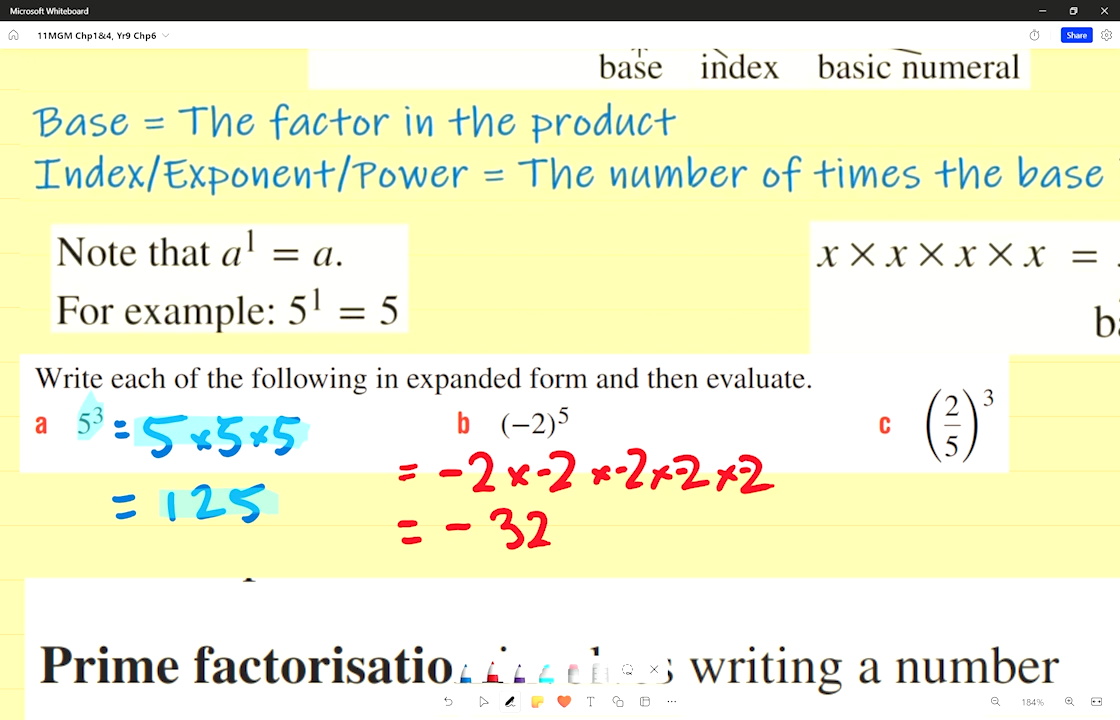 Microsoft Whiteboard
11MGM Chp1&4, Yr9 Chp6
Share
base index basic numeral
Base = The factor in the product
Index/Exponent/Power = The number of times the base
Note that a¹ = a.
For example: 5¹ = 5
x × x × x × x =
Write each of the following in expanded form and then evaluate.
a 5³ = 5 × 5 × 5
= 125
b (−2)⁵
= -2 × -2 × -2 × -2 × -2
= - 32
c (2/5)³
Prime factorisatio writing a number
184%